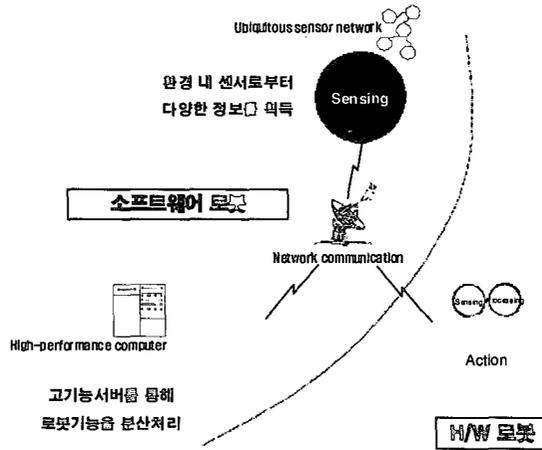 Ubiquitous sensor network
환경 내 센서로부터
다양한 정보를 획득
Sensing
소프트웨어 로봇
Network communication
High-performance computer
고기능서버를 통해
로봇기능을 분산처리
Sensing
Processing
Action
H/W 로봇